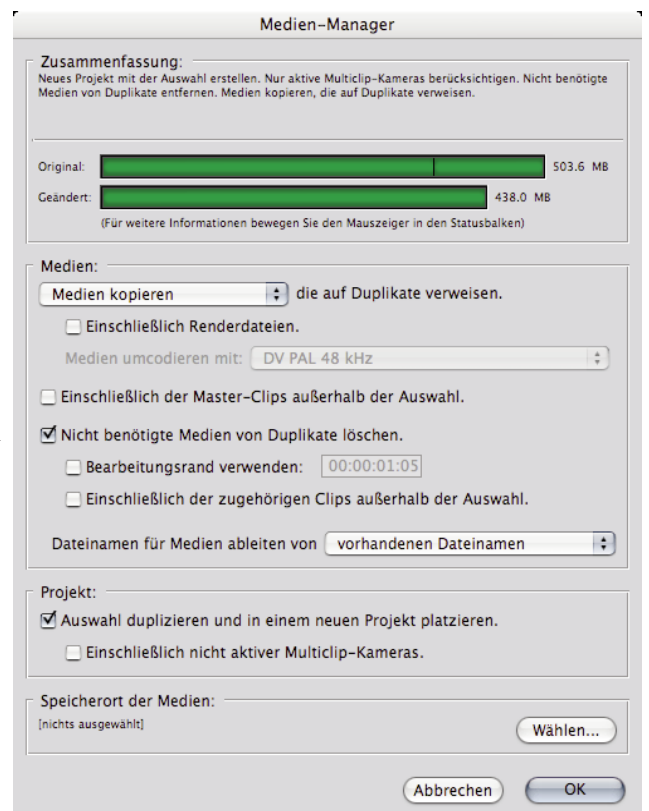 Medien-Manager
Zusammenfassung:
Neues Projekt mit der Auswahl erstellen. Nur aktive Multiclip-Kameras berücksichtigen. Nicht benötigte
Medien von Duplikate entfernen. Medien kopieren, die auf Duplikate verweisen.
Original: 503.6 MB
Geändert: 438.0 MB
(Für weitere Informationen bewegen Sie den Mauszeiger in den Statusbalken)
Medien:
Medien kopieren die auf Duplikate verweisen.
Einschließlich Renderdateien.
Medien umcodieren mit: DV PAL 48 kHz
Einschließlich der Master-Clips außerhalb der Auswahl.
Nicht benötigte Medien von Duplikate löschen.
Bearbeitungsrand verwenden: 00:00:01:05
Einschließlich der zugehörigen Clips außerhalb der Auswahl.
Dateinamen für Medien ableiten von vorhandenen Dateinamen
Projekt:
Auswahl duplizieren und in einem neuen Projekt platzieren.
Einschließlich nicht aktiver Multiclip-Kameras.
Speicherort der Medien:
[nichts ausgewählt]
Wählen...
Abbrechen OK